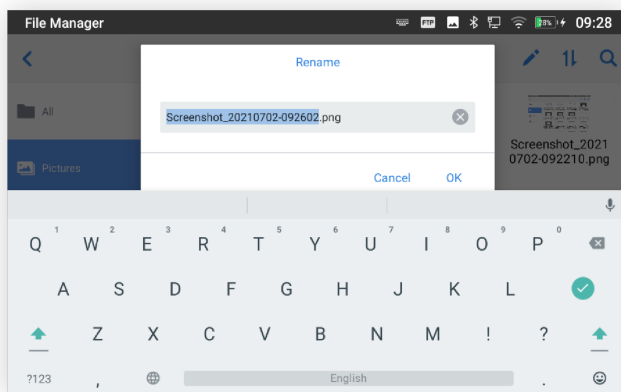 File Manager
FTP
28%
09:28
Rename
All
Screenshot_20210702-092602.png
Screenshot_2021
0702-092210.png
Pictures
Cancel
OK
Q 1 W 2 E 3 R 4 T 5 Y 6 U 7 I 8 O 9 P 0
A S D F G H J K L
Z X C V B N M ! ?
?123 , English .